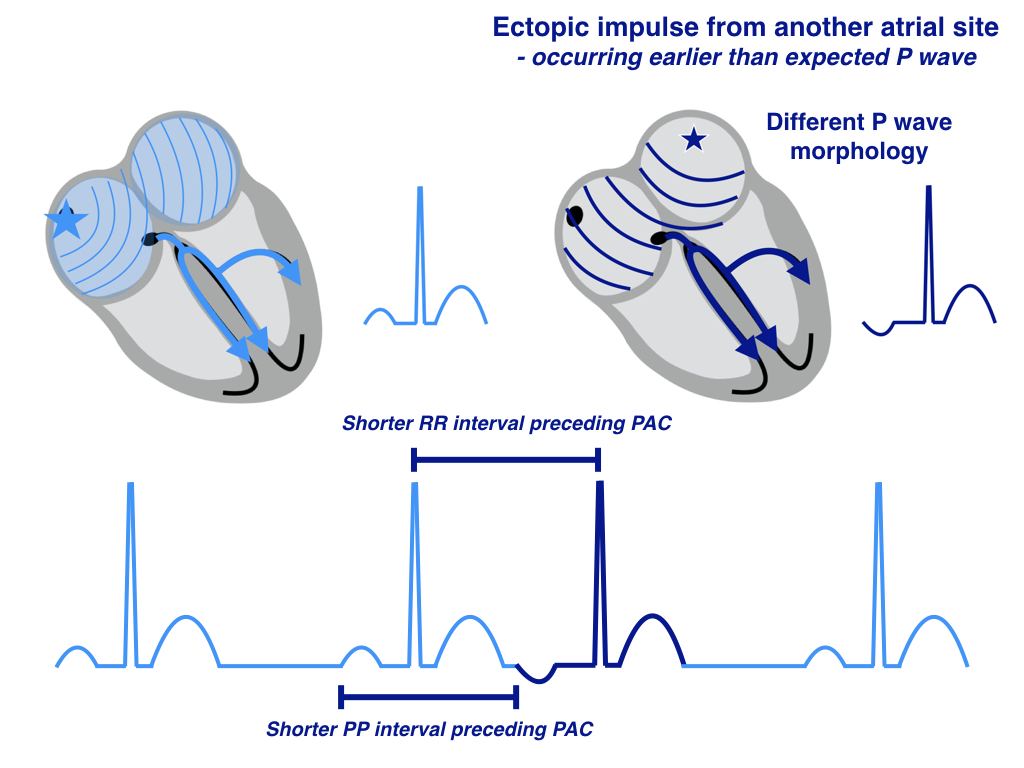 Ectopic impulse from another atrial site
- occurring earlier than expected P wave
Different P wave
morphology
Shorter RR interval preceding PAC
Shorter PP interval preceding PAC